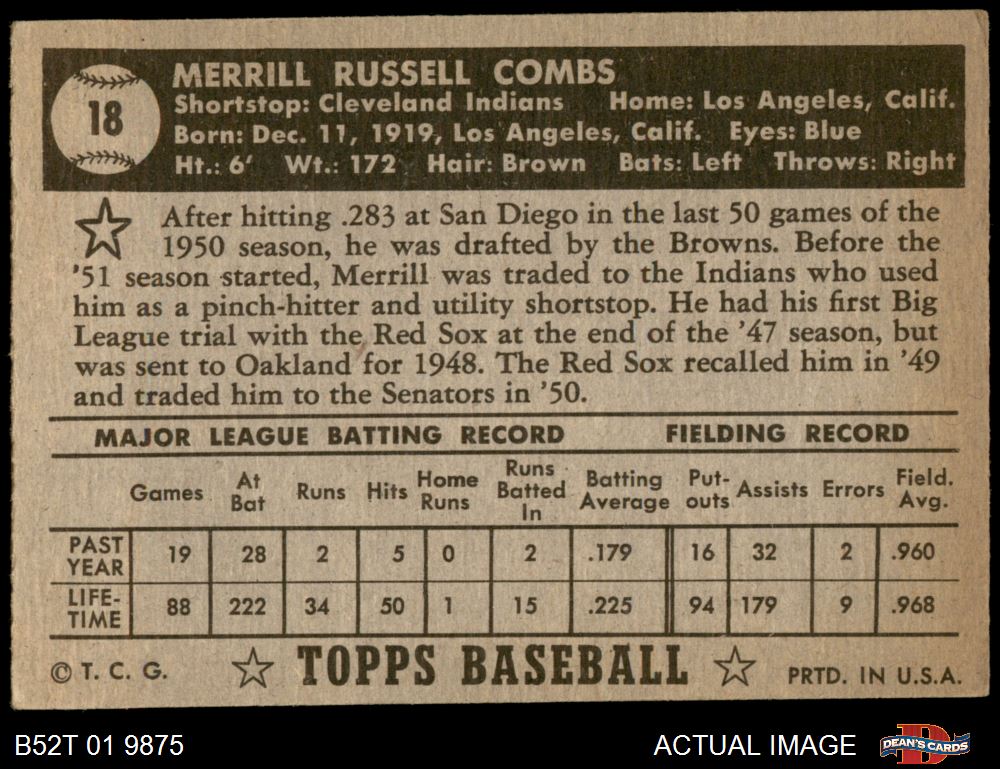 18
MERRILL RUSSELL COMBS
Shortstop: Cleveland Indians Home: Los Angeles, Calif.
Born: Dec. 11, 1919, Los Angeles, Calif. Eyes: Blue
Ht.: 6' Wt.: 172 Hair: Brown Bats: Left Throws: Right
After hitting .283 at San Diego in the last 50 games of the
1950 season, he was drafted by the Browns. Before the
'51 season started, Merrill was traded to the Indians who used
him as a pinch-hitter and utility shortstop. He had his first Big
League trial with the Red Sox at the end of the '47 season, but
was sent to Oakland for 1948. The Red Sox recalled him in '49
and traded him to the Senators in '50.
MAJOR LEAGUE BATTING RECORD FIELDING RECORD
Games At Bat Runs Hits Home Runs Runs Batted In Batting Average Put-outs Assists Errors Field. Avg.
PAST YEAR 19 28 2 5 0 2 .179 16 32 2 .960
LIFE-TIME 88 222 34 50 1 15 .225 94 179 9 .968
© T. C. G. TOPPS BASEBALL PRTD. IN U.S.A.
B52T 01 9875 ACTUAL IMAGE D DEAN'S CARDS